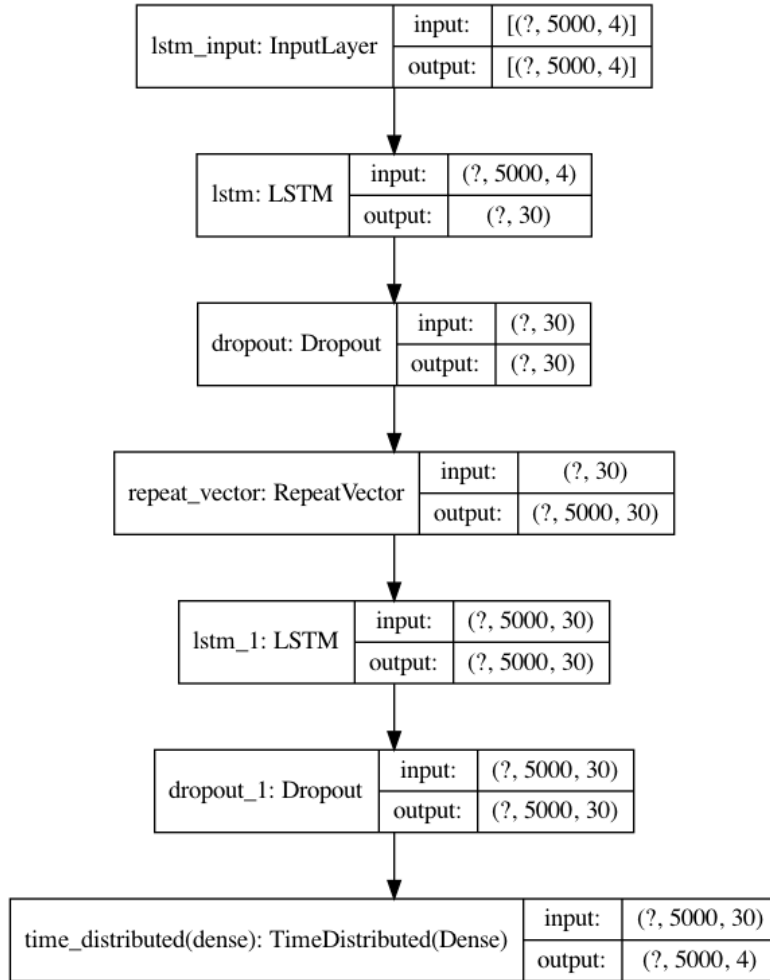 lstm_input: InputLayer
input: [(?, 5000, 4)]
output: [(?, 5000, 4)]
lstm: LSTM
input: (?, 5000, 4)
output: (?, 30)
dropout: Dropout
input: (?, 30)
output: (?, 30)
repeat_vector: RepeatVector
input: (?, 30)
output: (?, 5000, 30)
lstm_1: LSTM
input: (?, 5000, 30)
output: (?, 5000, 30)
dropout_1: Dropout
input: (?, 5000, 30)
output: (?, 5000, 30)
time_distributed(dense): TimeDistributed(Dense)
input: (?, 5000, 30)
output: (?, 5000, 4)